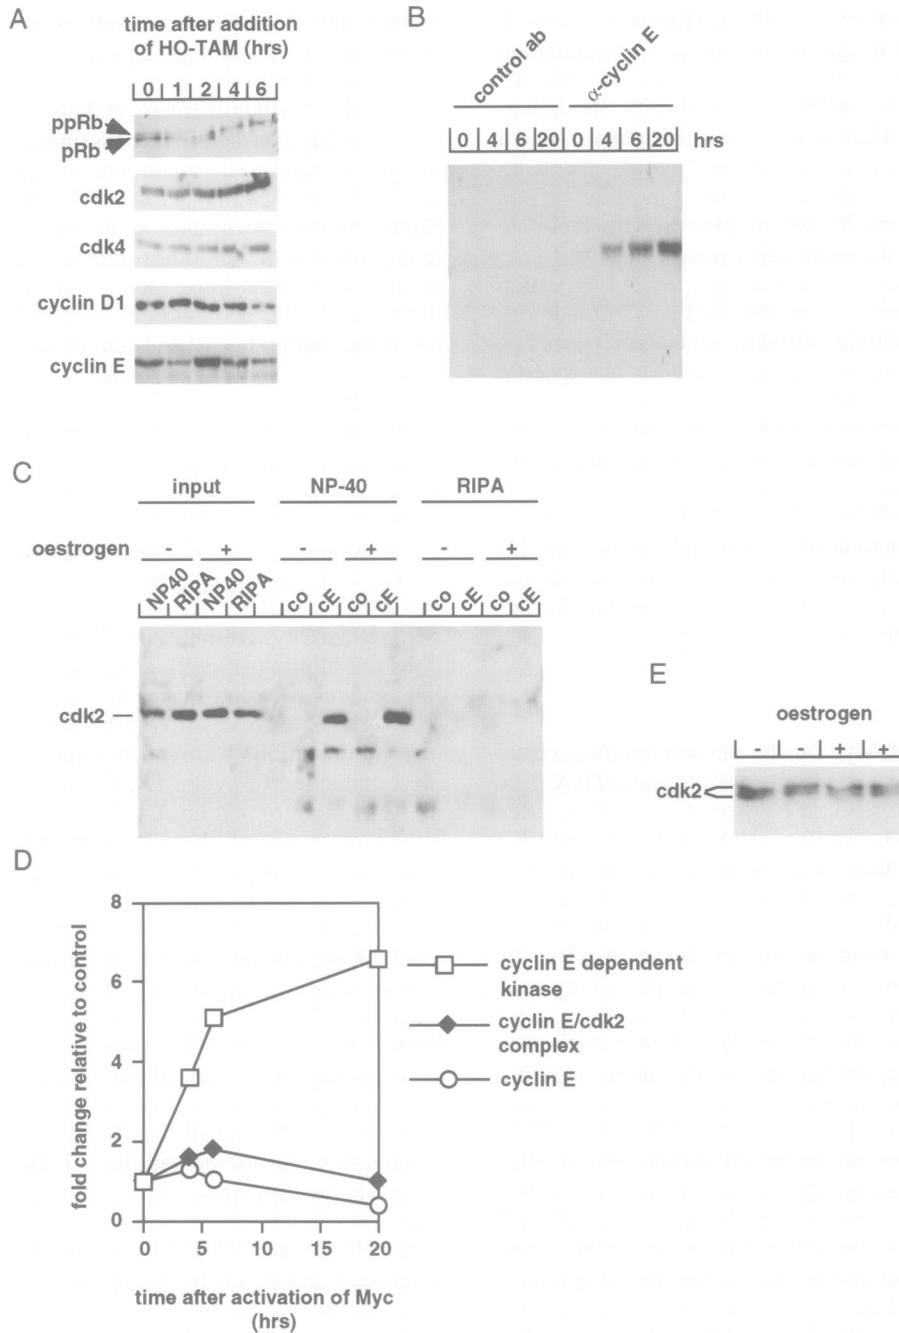 A
time after addition
of HO-TAM (hrs)
0 1 2 4 6
ppRb
pRb
cdk2
cdk4
cyclin D1
cyclin E
B
control ab
α-cyclin E
0 4 6 20 0 4 6 20 hrs
C
input NP-40 RIPA
oestrogen - + - + - +
NP40 RIPA NP40 RIPA co cE co cE co cE co cE
cdk2
E
oestrogen
- - + +
cdk2
D
8
6
4
2
0
0 5 10 15 20
fold change relative to control
time after activation of Myc
(hrs)
cyclin E dependent
kinase
cyclin E/cdk2
complex
cyclin E